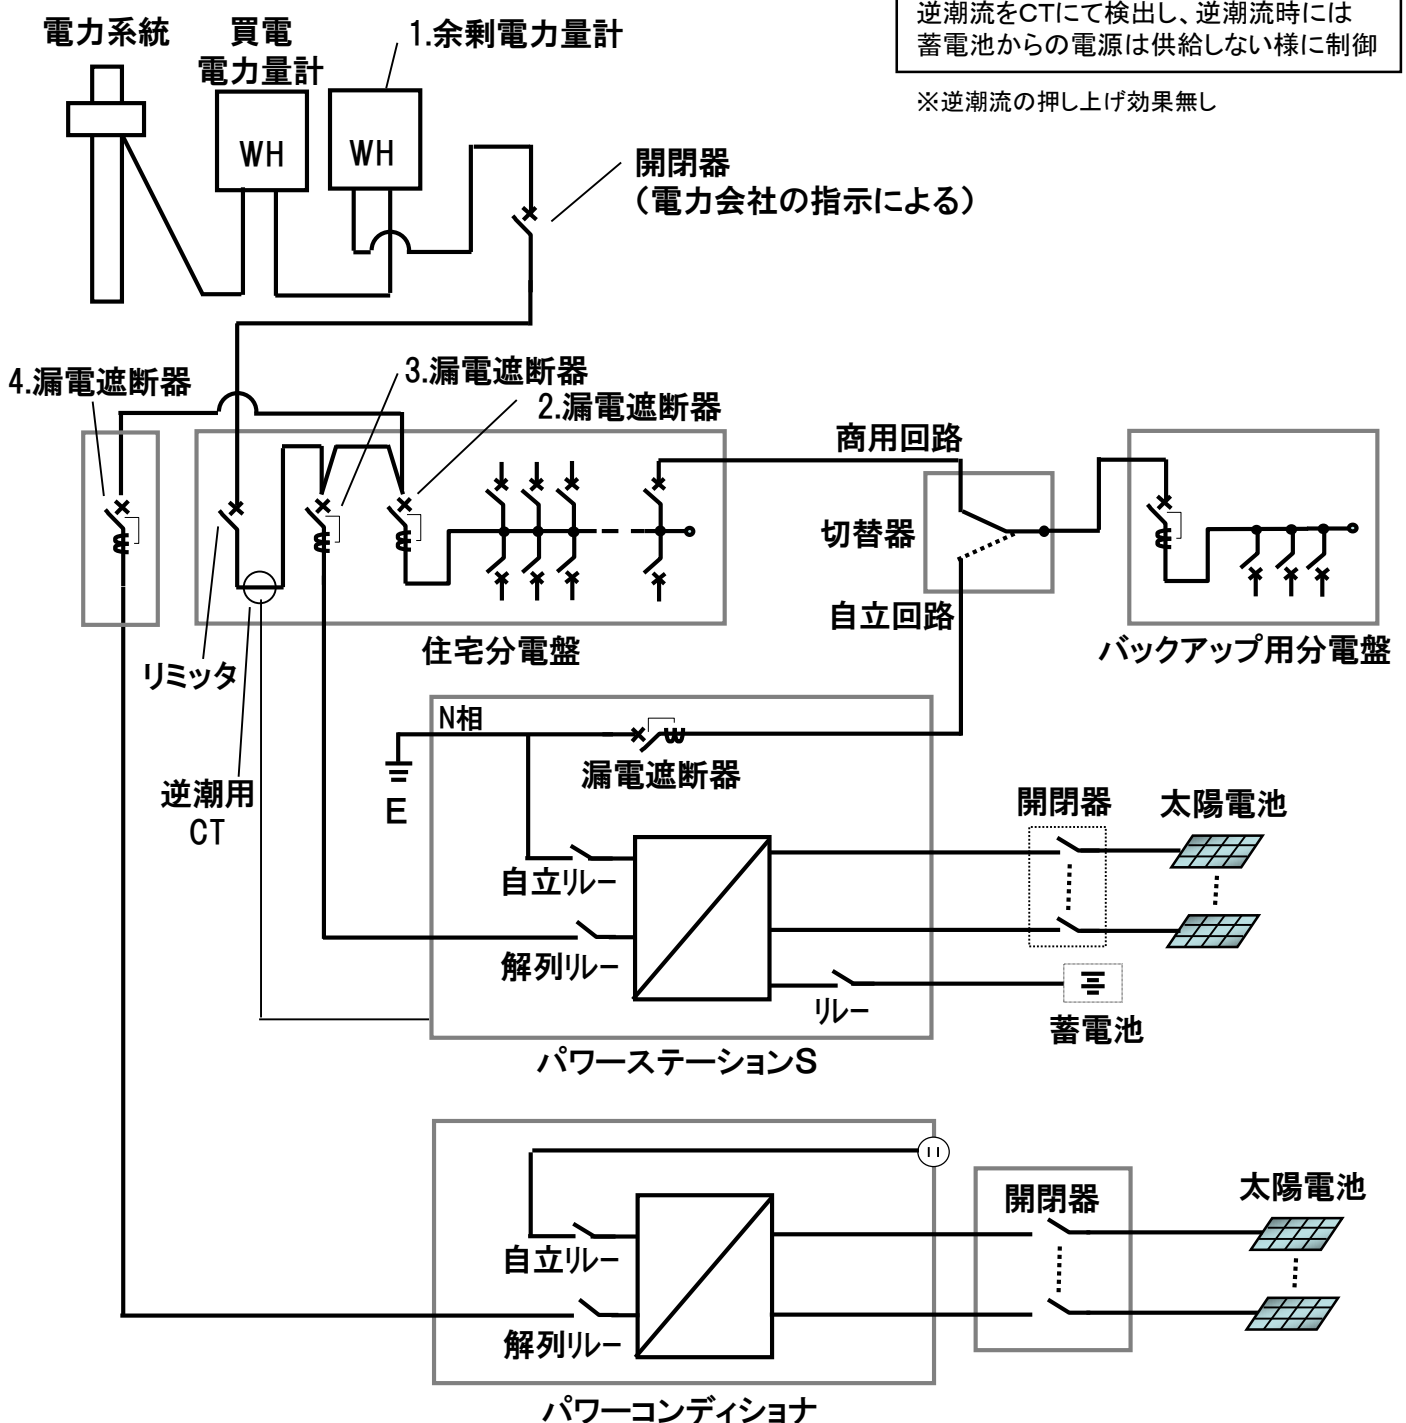 逆潮流をCTにて検出し、逆潮流時には
蓄電池からの電源は供給しない様に制御
※逆潮流の押し上げ効果無し
電力系統
買電
電力量計
1.余剰電力量計
WH
WH
開閉器
（電力会社の指示による）
4.漏電遮断器
3.漏電遮断器
2.漏電遮断器
商用回路
切替器
自立回路
住宅分電盤
バックアップ用分電盤
リミッタ
逆潮用
CT
N相
E
漏電遮断器
開閉器
太陽電池
自立リレー
解列リレー
リレー
蓄電池
パワーステーションS
開閉器
太陽電池
自立リレー
解列リレー
パワーコンディショナ